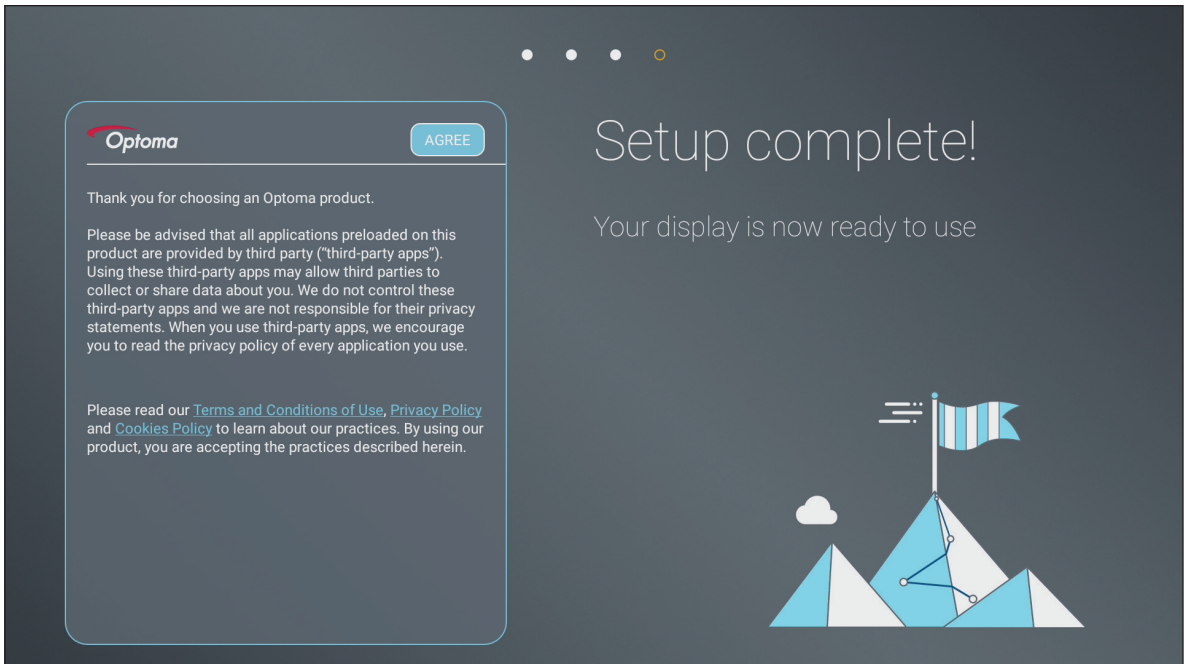 Optoma
AGREE
Thank you for choosing an Optoma product.
Please be advised that all applications preloaded on this
product are provided by third party (“third-party apps”).
Using these third-party apps may allow third parties to
collect or share data about you. We do not control these
third-party apps and we are not responsible for their privacy
statements. When you use third-party apps, we encourage
you to read the privacy policy of every application you use.
Please read our Terms and Conditions of Use, Privacy Policy
and Cookies Policy to learn about our practices. By using our
product, you are accepting the practices described herein.
Setup complete!
Your display is now ready to use